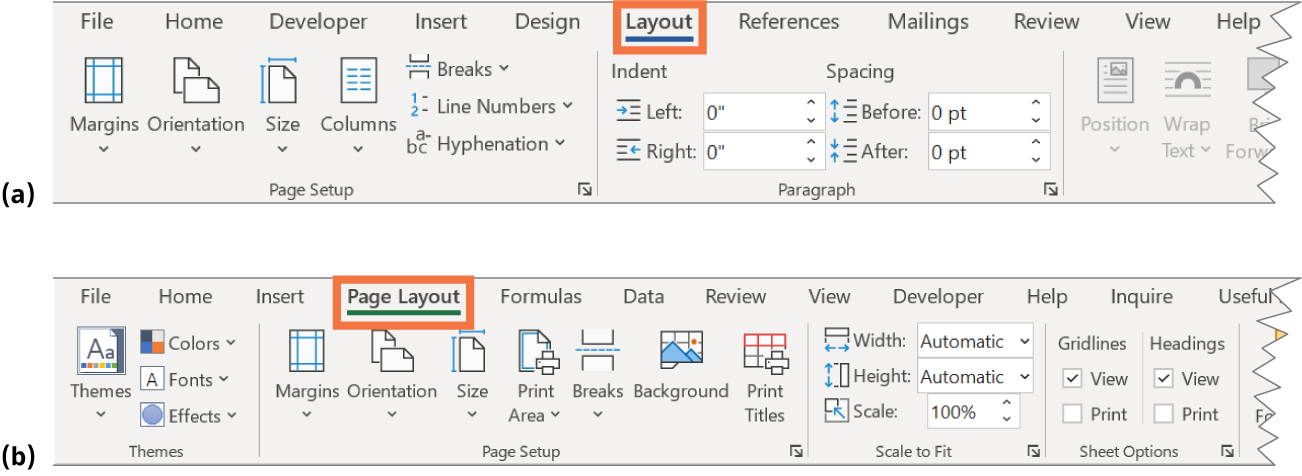 File Home Developer Insert Design Layout References Mailings Review View Help
Indent Spacing
Breaks
Margins Orientation Size Columns Line Numbers Left: 0" Before: 0 pt Position Wrap Text
Hyphenation Right: 0" After: 0 pt
Page Setup Paragraph
(a)
File Home Insert Page Layout Formulas Data Review View Developer Help Inquire Useful
Aa Colors Width: Automatic Gridlines Headings
Themes A Fonts Margins Orientation Size Print Area Breaks Background Print Titles Height: Automatic View View
Effects Scale: 100% Print Print
Themes Page Setup Scale to Fit Sheet Options
(b)